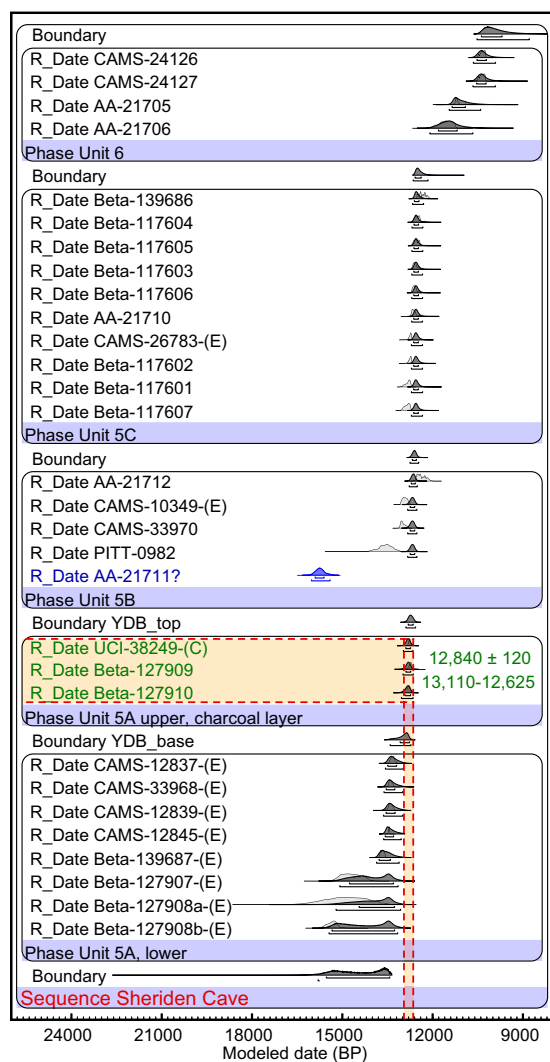 Boundary
R_Date CAMS-24126
R_Date CAMS-24127
R_Date AA-21705
R_Date AA-21706
Phase Unit 6
Boundary
R_Date Beta-139686
R_Date Beta-117604
R_Date Beta-117605
R_Date Beta-117603
R_Date Beta-117606
R_Date AA-21710
R_Date CAMS-26783-(E)
R_Date Beta-117602
R_Date Beta-117601
R_Date Beta-117607
Phase Unit 5C
Boundary
R_Date AA-21712
R_Date CAMS-10349-(E)
R_Date CAMS-33970
R_Date PITT-0982
R_Date AA-21711?
Phase Unit 5B
Boundary YDB_top
R_Date UCI-38249-(C)
R_Date Beta-127909
R_Date Beta-127910
12,840 ± 120
13,110-12,625
Phase Unit 5A upper, charcoal layer
Boundary YDB_base
R_Date CAMS-12837-(E)
R_Date CAMS-33968-(E)
R_Date CAMS-12839-(E)
R_Date CAMS-12845-(E)
R_Date Beta-139687-(E)
R_Date Beta-127907-(E)
R_Date Beta-127908a-(E)
R_Date Beta-127908b-(E)
Phase Unit 5A, lower
Boundary
Sequence Sheriden Cave
24000 21000 18000 15000 12000 9000
Modeled date (BP)